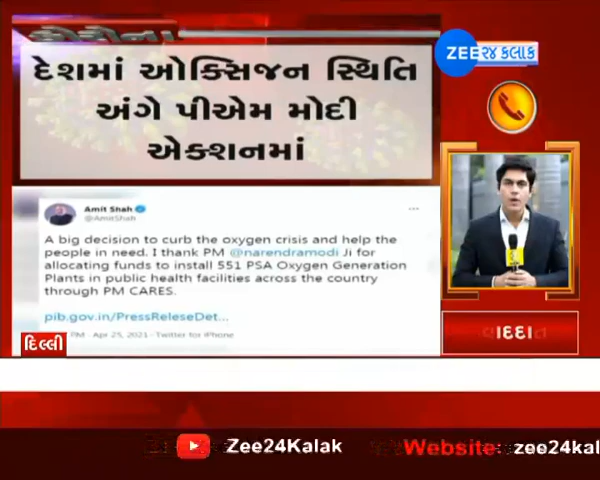 ZEE ૨૪ કલાક
દેશમાં ઓક્સિજન સ્થિતિ
અંગે પીએમ મોદી
એક્શનમાં
Amit Shah
@AmitShah
A big decision to curb the oxygen crisis and help the
people in need. I thank PM @narendramodi Ji for
allocating funds to install 551 PSA Oxygen Generation
Plants in public health facilities across the country
through PM CARES.
pib.gov.in/PressReleseDet...
PM - Apr 25, 2021 - Twitter for iPhone
દિલ્લી
Zee24Kalak
Website: zee24kal